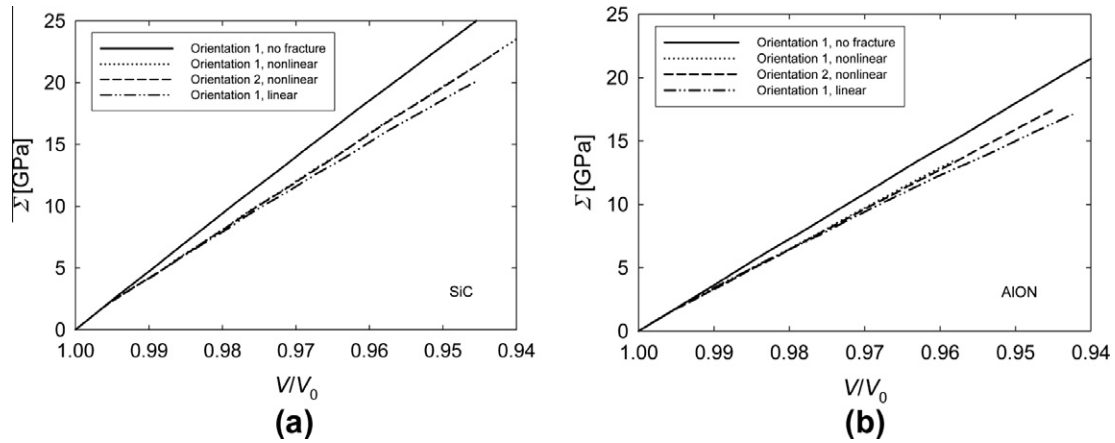 25
20
15
10
5
0
Σ [GPa]
Orientation 1, no fracture
Orientation 1, nonlinear
Orientation 2, nonlinear
Orientation 1, linear
SiC
1.00 0.99 0.98 0.97 0.96 0.95 0.94
V/V0
(a)
25
20
15
10
5
0
Σ [GPa]
Orientation 1, no fracture
Orientation 1, nonlinear
Orientation 2, nonlinear
Orientation 1, linear
AlON
1.00 0.99 0.98 0.97 0.96 0.95 0.94
V/V0
(b)